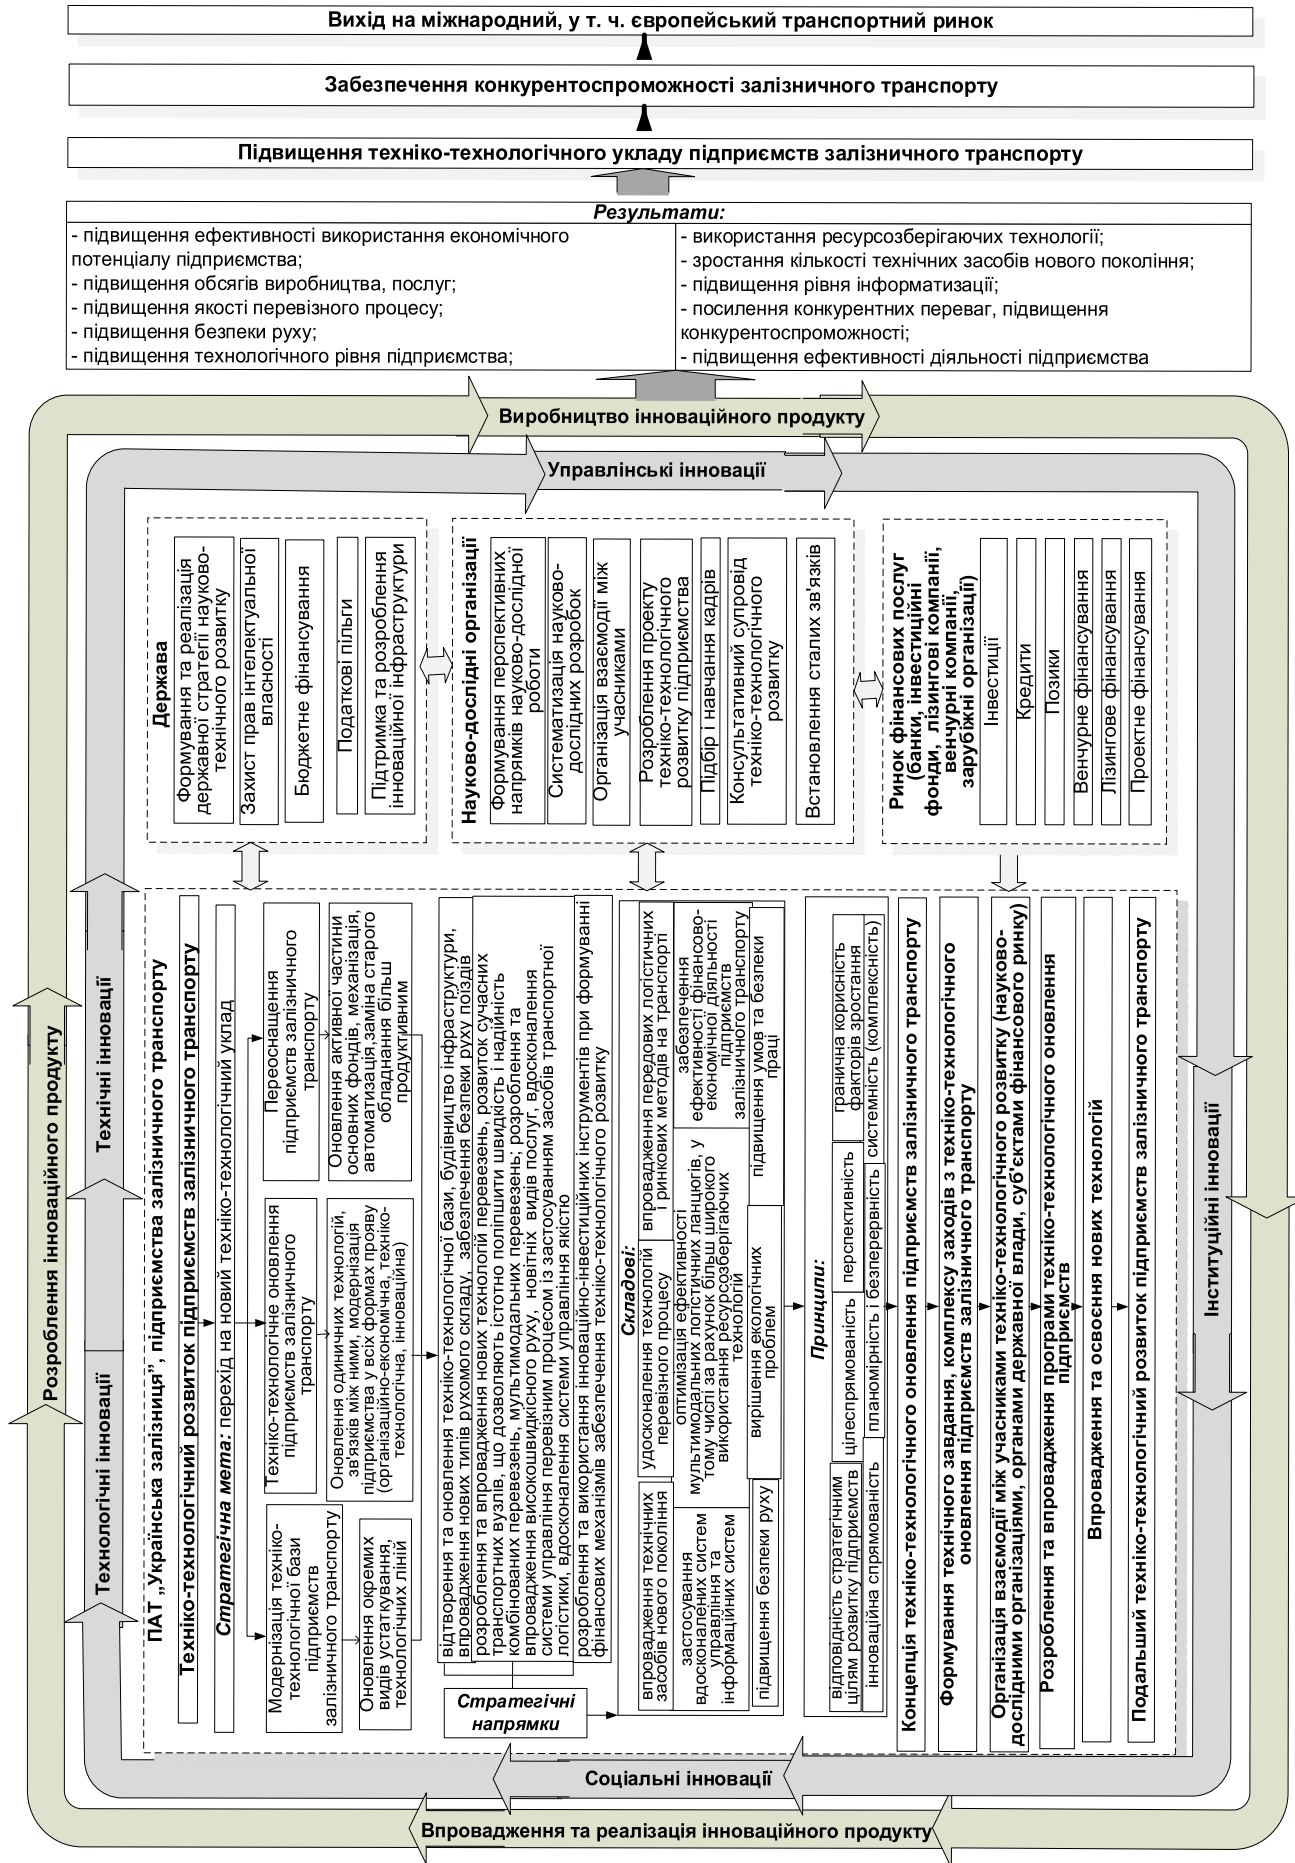 Вихід на міжнародний, у т. ч. європейський транспортний ринок
Забезпечення конкурентоспроможності залізничного транспорту
Підвищення техніко-технологічного укладу підприємств залізничного транспорту
Результати:
- підвищення ефективності використання економічного
потенціалу підприємства;
- підвищення обсягів виробництва, послуг;
- підвищення якості перевізного процесу;
- підвищення безпеки руху;
- підвищення технологічного рівня підприємства;
- використання ресурсозберігаючих технології;
- зростання кількості технічних засобів нового покоління;
- підвищення рівня інформатизації;
- посилення конкурентних переваг, підвищення
конкурентоспроможності;
- підвищення ефективності діяльності підприємства
Виробництво інноваційного продукту
Управлінські інновації
Розроблення інноваційного продукту
Технічні інновації
Технологічні інновації
Держава
Формування та реалізація
державної стратегії науково-
технічного розвитку
Захист прав інтелектуальної
власності
Бюджетне фінансування
Податкові пільги
Підтримка та розроблення
інноваційної інфраструктури
Науково-дослідні організації
Формування перспективних
напрямків науково-дослідної
роботи
Систематизація науково-
дослідних розробок
Організація взаємодії між
учасниками
Розроблення проекту
техніко-технологічного
розвитку підприємства
Підбір і навчання кадрів
Консультативний супровід
техніко-технологічного
розвитку
Встановлення сталих зв'язків
Ринок фінансових послуг
(банки, інвестиційні
фонди, лізингові компанії,
венчурні компанії,
зарубіжні організації)
Інвестиції
Кредити
Позики
Венчурне фінансування
Лізингове фінансування
Проектне фінансування
ПАТ „Українська залізниця”, підприємства залізничного транспорту
Техніко-технологічний розвиток підприємств залізничного транспорту
Стратегічна мета: перехід на новий техніко-технологічний уклад
Модернізація техніко-
технологічної бази
підприємств
залізничного транспорту
Техніко-технологічне оновлення
підприємств залізничного
транспорту
Переоснащення
підприємств залізничного
транспорту
Оновлення окремих
видів устаткування,
технологічних ліній
Оновлення одиничних технологій,
зв'язків між ними, модернізація
підприємства у всіх формах прояву
(організаційно-економічна, техніко-
технологічна, інноваційна)
Оновлення активної частини
основних фондів, механізація,
автоматизація,заміна старого
обладнання більш
продуктивним
Стратегічні
напрямки
відтворення та оновлення техніко-технологічної бази, будівництво інфраструктури,
впровадження нових типів рухомого складу, забезпечення безпеки руху поїздів
розроблення та впровадження нових технологій перевезень, розвиток сучасних
транспортних вузлів, що дозволяють істотно поліпшити швидкість і надійність
комбінованих перевезень, мультимодальних перевезень; розроблення та
впровадження високошвидкісного руху, новітніх видів послуг, вдосконалення
системи управління перевізним процесом із застосуванням засобів транспортної
логістики, вдосконалення системи управління якістю
розроблення та використання інноваційно-інвестиційних інструментів при формуванні
фінансових механізмів забезпечення техніко-технологічного розвитку
Складові:
впровадження технічних
засобів нового покоління
удосконалення технологій
перевізного процесу
впровадження передових логістичних
і ринкових методів на транспорті
застосування
вдосконалених систем
управління та
інформаційних систем
оптимізація ефективності
мультимодальних логістичних ланцюгів, у
тому числі за рахунок більш широкого
використання ресурсозберігаючих
технологій
забезпечення
ефективності фінансово-
економічної діяльності
підприємств
залізничного транспорту
підвищення безпеки руху
вирішення екологічних
проблем
підвищення умов та безпеки
праці
Принципи:
відповідність стратегічним
цілям розвитку підприємств
цілеспрямованість
перспективність
гранична корисність
факторів зростання
інноваційна спрямованість
планомірність і безперервність
системність (комплексність)
Концепція техніко-технологічного оновлення підприємств залізничного транспорту
Формування технічного завдання, комплексу заходів з техніко-технологічного
оновлення підприємств залізничного транспорту
Організація взаємодії між учасниками техніко-технологічного розвитку (науково-
дослідними організаціями, органами державної влади, суб'єктами фінансового ринку)
Розроблення та впровадження програми техніко-технологічного оновлення
підприємств
Впровадження та освоєння нових технологій
Подальший техніко-технологічний розвиток підприємств залізничного транспорту
Інституційні інновації
Соціальні інновації
Впровадження та реалізація інноваційного продукту